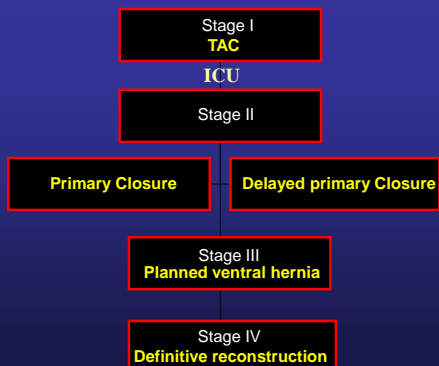 Stage I
TAC
ICU
Stage II
Primary Closure
Delayed primary Closure
Stage III
Planned ventral hernia
Stage IV
Definitive reconstruction